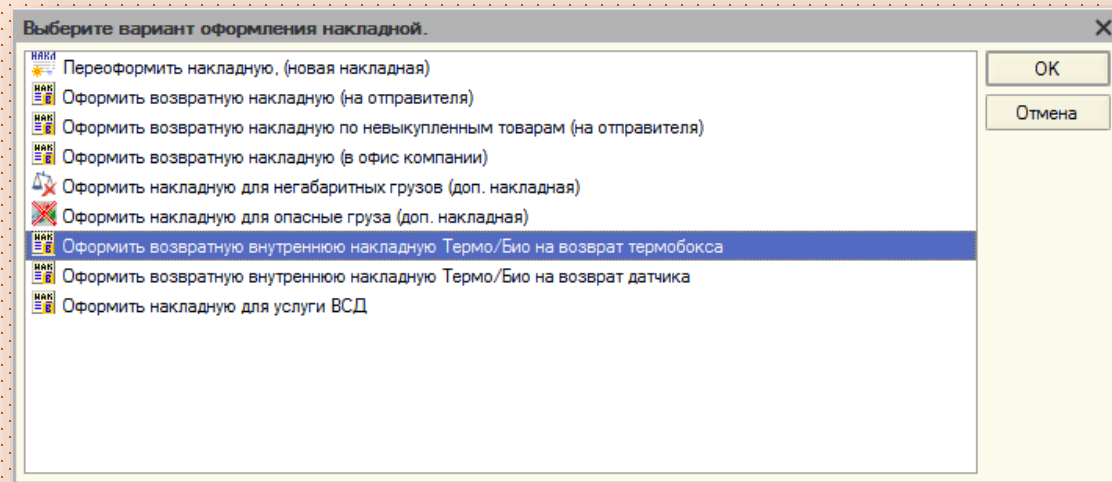 Выберите вариант оформления накладной.
Переоформить накладную, (новая накладная)
Оформить возвратную накладную (на отправителя)
Оформить возвратную накладную по невыкупленным товарам (на отправителя)
Оформить возвратную накладную (в офис компании)
Оформить накладную для негабаритных грузов (доп. накладная)
Оформить накладную для опасные груза (доп. накладная)
Оформить возвратную внутреннюю накладную Термо/Био на возврат термобокса
Оформить возвратную внутреннюю накладную Термо/Био на возврат датчика
Оформить накладную для услуги ВСД
OK
Отмена